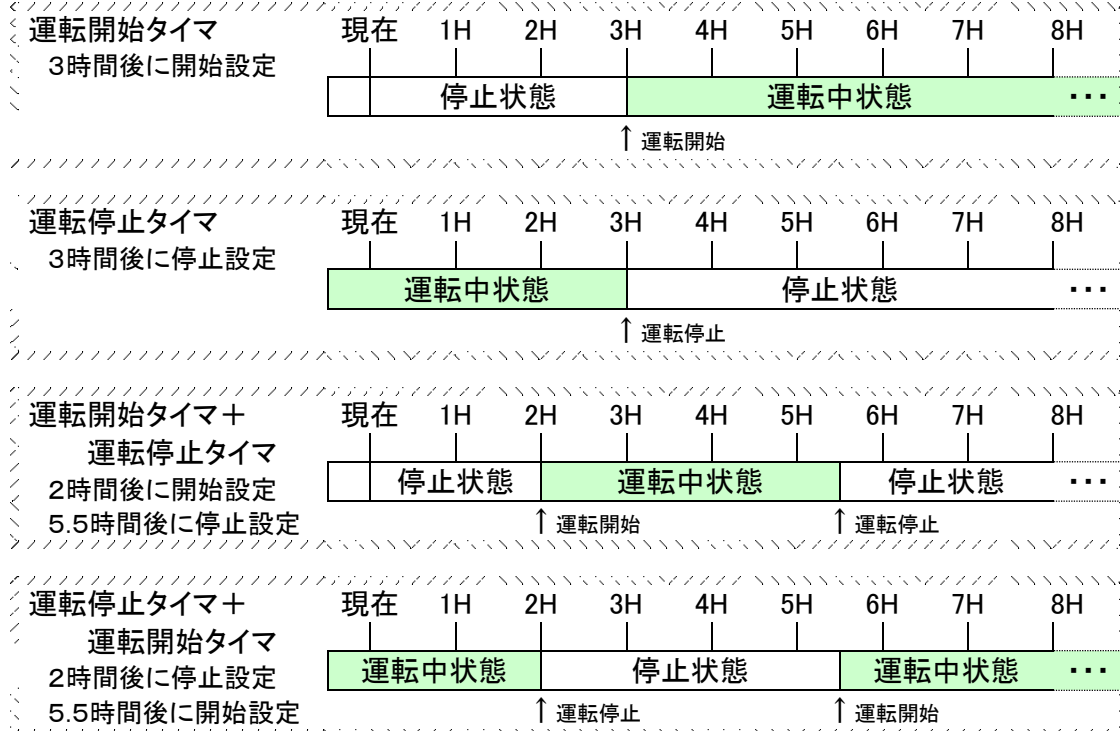 運転開始タイマ 現在 1H 2H 3H 4H 5H 6H 7H 8H
3時間後に開始設定
停止状態 運転中状態 ・・・
↑ 運転開始
運転停止タイマ 現在 1H 2H 3H 4H 5H 6H 7H 8H
3時間後に停止設定
運転中状態 停止状態 ・・・
↑ 運転停止
運転開始タイマ＋ 現在 1H 2H 3H 4H 5H 6H 7H 8H
運転停止タイマ
2時間後に開始設定 停止状態 運転中状態 停止状態 ・・・
5.5時間後に停止設定 ↑ 運転開始 ↑ 運転停止
運転停止タイマ＋ 現在 1H 2H 3H 4H 5H 6H 7H 8H
運転開始タイマ
2時間後に停止設定 運転中状態 停止状態 運転中状態 ・・・
5.5時間後に開始設定 ↑ 運転停止 ↑ 運転開始